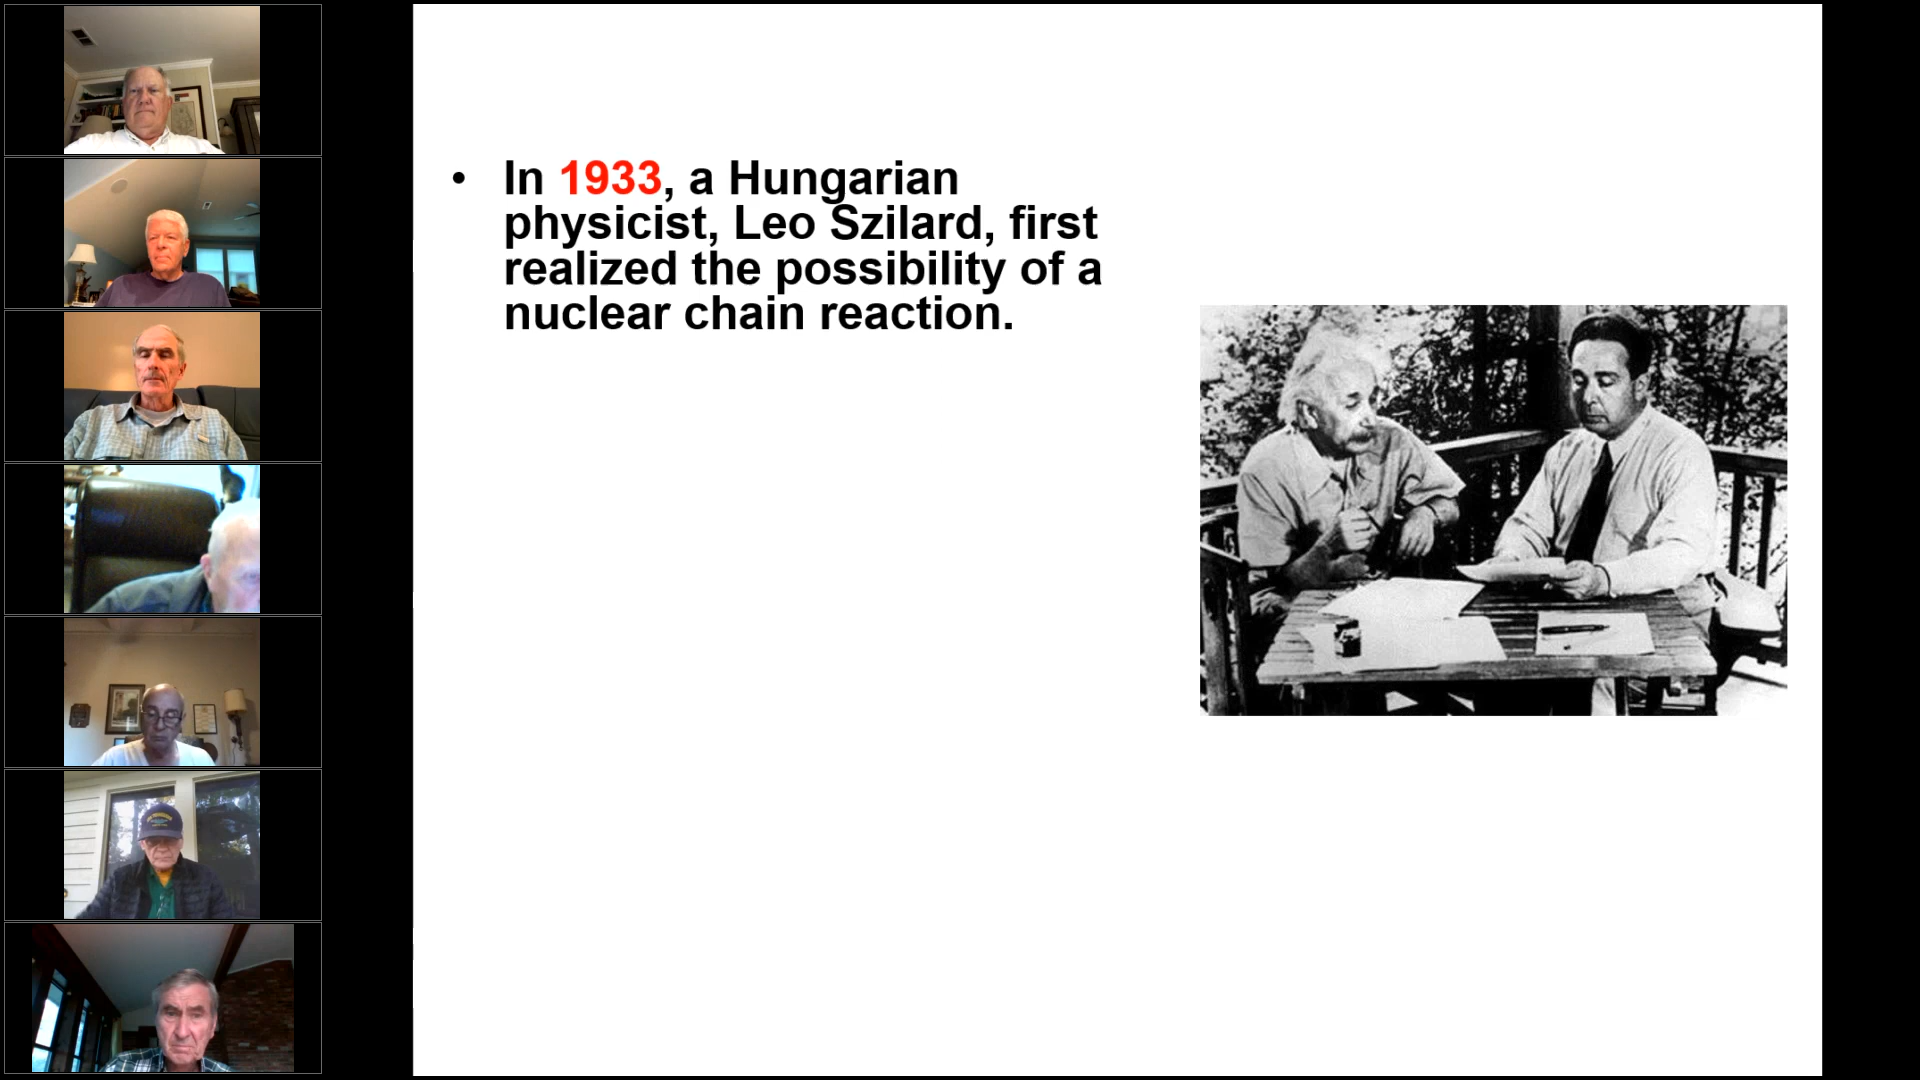 • In 1933, a Hungarian
physicist, Leo Szilard, first
realized the possibility of a
nuclear chain reaction.